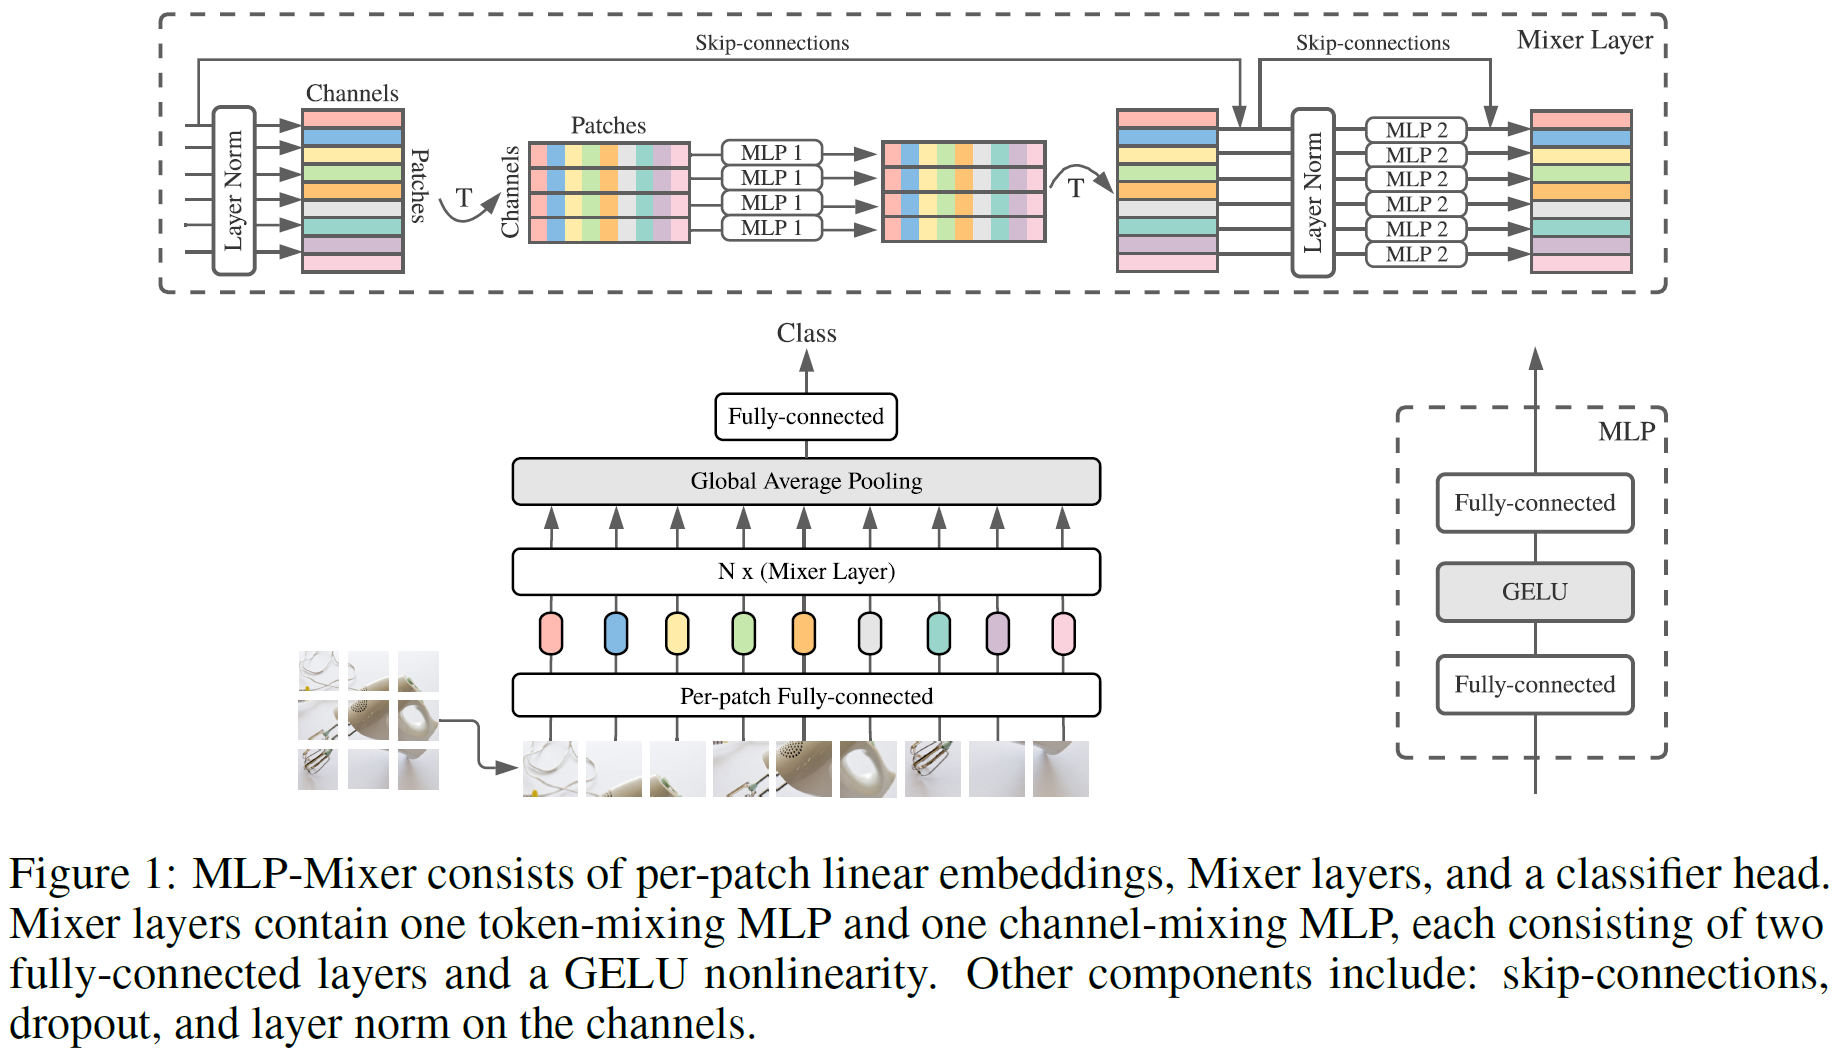 Skip-connections
Skip-connections
Mixer Layer
Channels
Patches
Layer Norm
Patches
T
Channels
MLP 1
MLP 1
MLP 1
MLP 1
T
Layer Norm
MLP 2
MLP 2
MLP 2
MLP 2
MLP 2
MLP 2
Class
Fully-connected
Global Average Pooling
N x (Mixer Layer)
Per-patch Fully-connected
MLP
Fully-connected
GELU
Fully-connected
Figure 1: MLP-Mixer consists of per-patch linear embeddings, Mixer layers, and a classifier head.
Mixer layers contain one token-mixing MLP and one channel-mixing MLP, each consisting of two
fully-connected layers and a GELU nonlinearity. Other components include: skip-connections,
dropout, and layer norm on the channels.